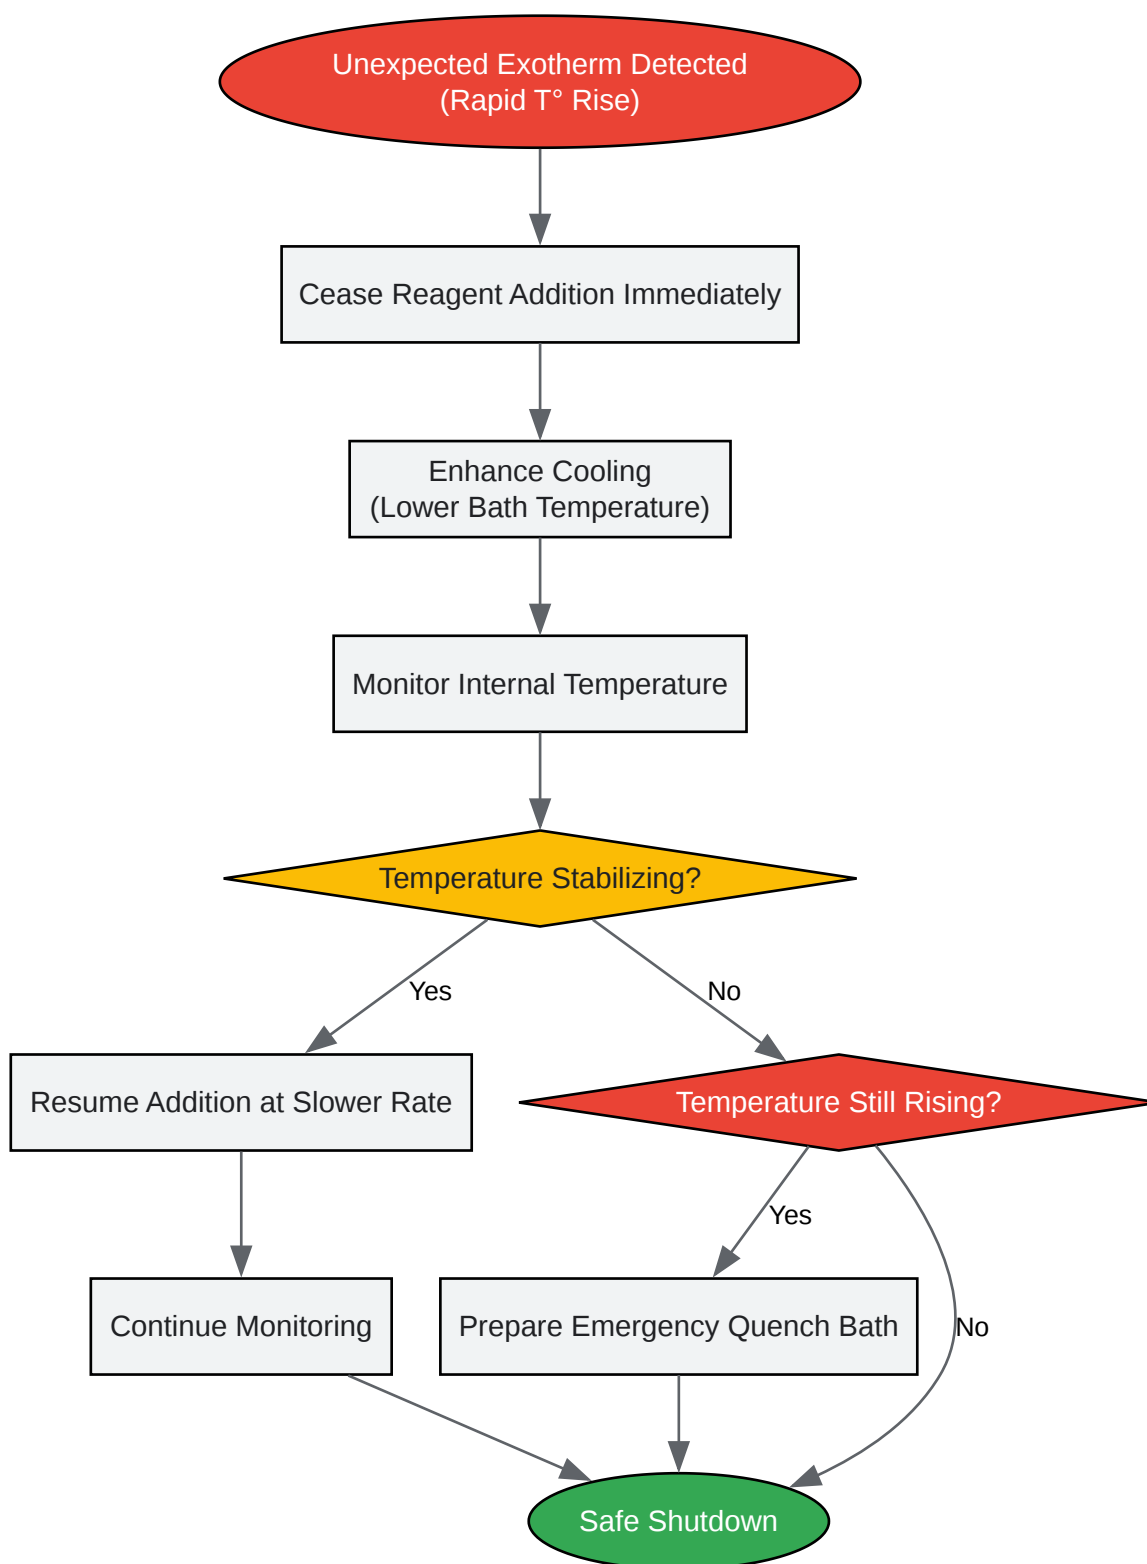 Unexpected Exotherm Detected
(Rapid T° Rise)
Cease Reagent Addition Immediately
Enhance Cooling
(Lower Bath Temperature)
Monitor Internal Temperature
Temperature Stabilizing?
Yes
No
Resume Addition at Slower Rate
Temperature Still Rising?
Yes
Continue Monitoring
Prepare Emergency Quench Bath
No
Safe Shutdown